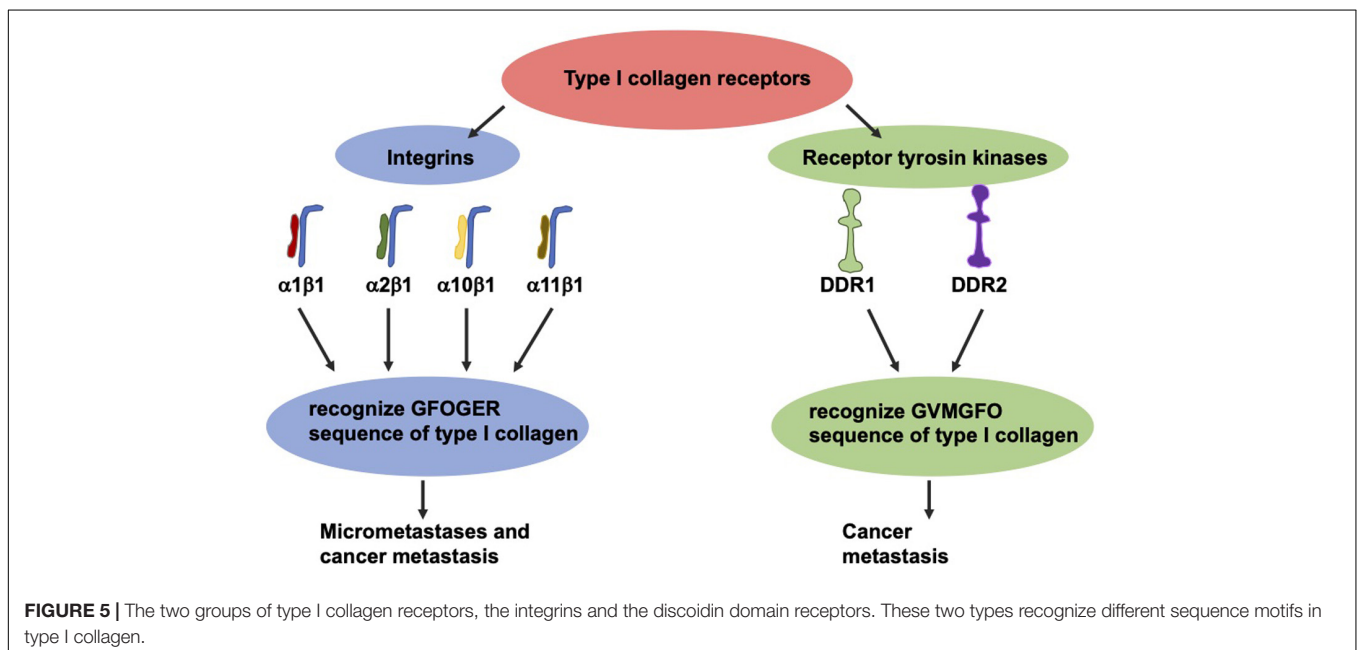 Type I collagen receptors
Integrins
Receptor tyrosin kinases
α1β1 α2β1 α10β1 α11β1
DDR1 DDR2
recognize GFOGER
sequence of type I collagen
recognize GVMGFO
sequence of type I collagen
Micrometastases and
cancer metastasis
Cancer
metastasis
FIGURE 5 | The two groups of type I collagen receptors, the integrins and the discoidin domain receptors. These two types recognize different sequence motifs in
type I collagen.